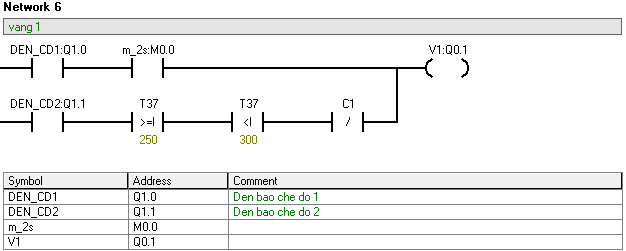 Network 6
vang 1
DEN_CD1:Q1.0 m_2s:M0.0 V1:Q0.1
DEN_CD2:Q1.1 T37 T37 C1
>=I <I /
250 300
Symbol Address Comment
DEN_CD1 Q1.0 Den bao che do 1
DEN_CD2 Q1.1 Den bao che do 2
m_2s M0.0
V1 Q0.1